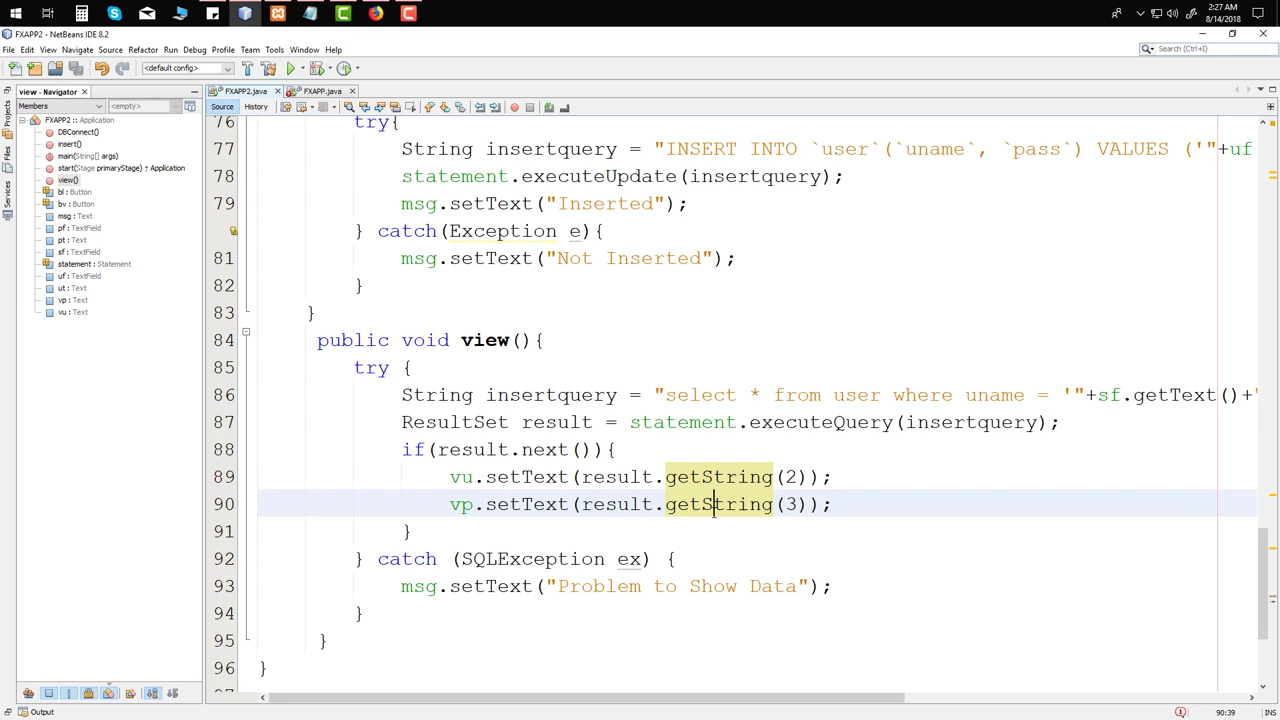 2:27 AM
8/14/2018
FXAPP2 - NetBeans IDE 8.2
File Edit View Navigate Source Refactor Run Debug Profile Team Tools Window Help
Search (Ctrl+I)
<default config>
view - Navigator
FXAPP2.java
FXAPP.java
Members
<empty>
Source History
Projects
Files
Services
FXAPP2 :: Application
DBConnect()
insert()
main(String[] args)
start(Stage primaryStage) ↑ Application
view()
bl : Button
bv : Button
msg : Text
pf : TextField
pt : Text
sf : TextField
statement : Statement
uf : TextField
ut : Text
vp : Text
vu : Text
76 try{
77 String insertquery = "INSERT INTO `user`(`uname`, `pass`) VALUES ('"+uf
78 statement.executeUpdate(insertquery);
79 msg.setText("Inserted");
} catch(Exception e){
81 msg.setText("Not Inserted");
82 }
83 }
84 public void view(){
85 try {
86 String insertquery = "select * from user where uname = '"+sf.getText()+"
87 ResultSet result = statement.executeQuery(insertquery);
88 if(result.next()){
89 vu.setText(result.getString(2));
90 vp.setText(result.getString(3));
91 }
92 } catch (SQLException ex) {
93 msg.setText("Problem to Show Data");
94 }
95 }
96 }
Output
1
90:39
INS